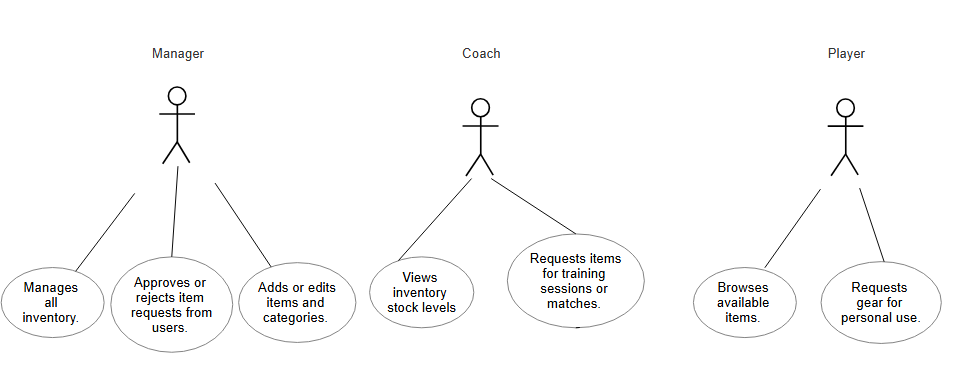 Manager
Coach
Player
Manages
all
inventory.
Approves or
rejects item
requests from
users.
Adds or edits
items and
categories.
Views
inventory
stock levels
Requests items
for training
sessions or
matches.
Browses
available
items.
Requests
gear for
personal use.